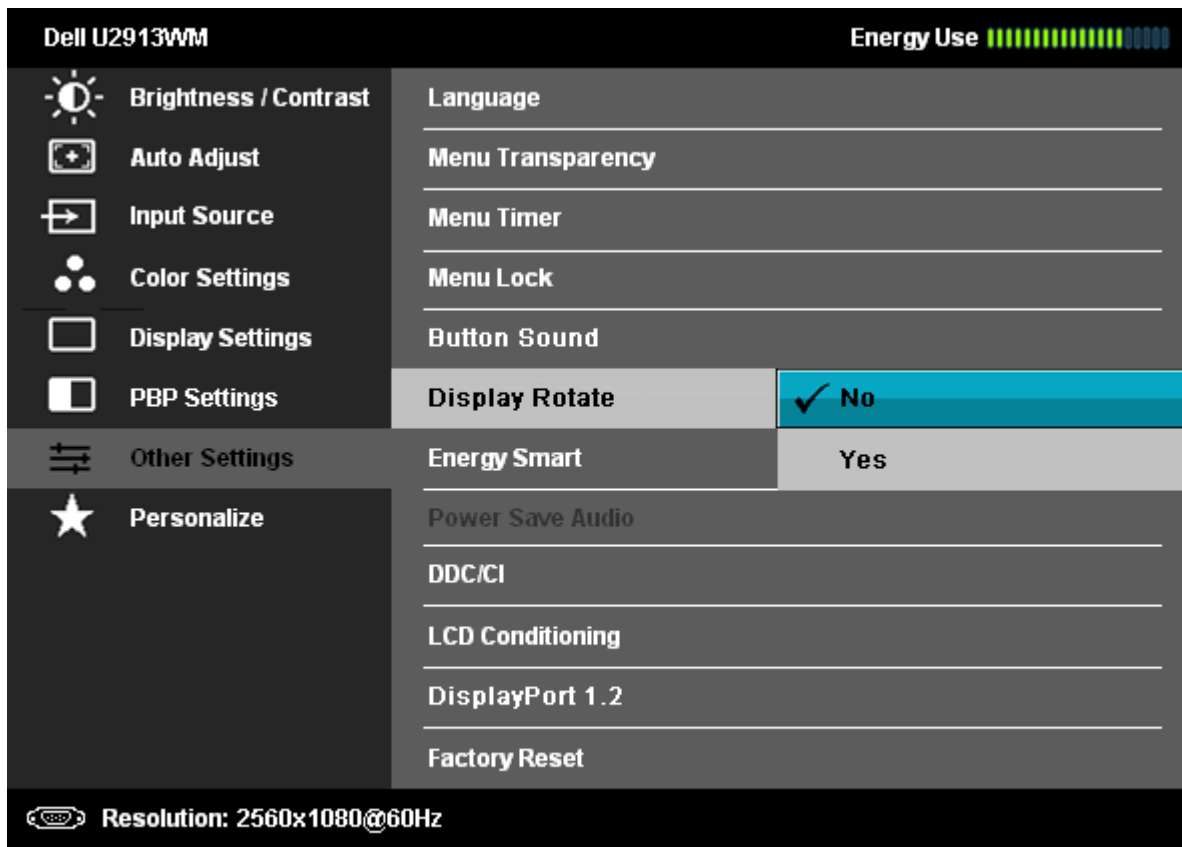 Dell U2913WM Energy Use
Brightness / Contrast Language
Auto Adjust Menu Transparency
Input Source Menu Timer
Color Settings Menu Lock
Display Settings Button Sound
PBP Settings Display Rotate No
Other Settings Energy Smart Yes
Personalize Power Save Audio
DDC/CI
LCD Conditioning
DisplayPort 1.2
Factory Reset
Resolution: 2560x1080@60Hz